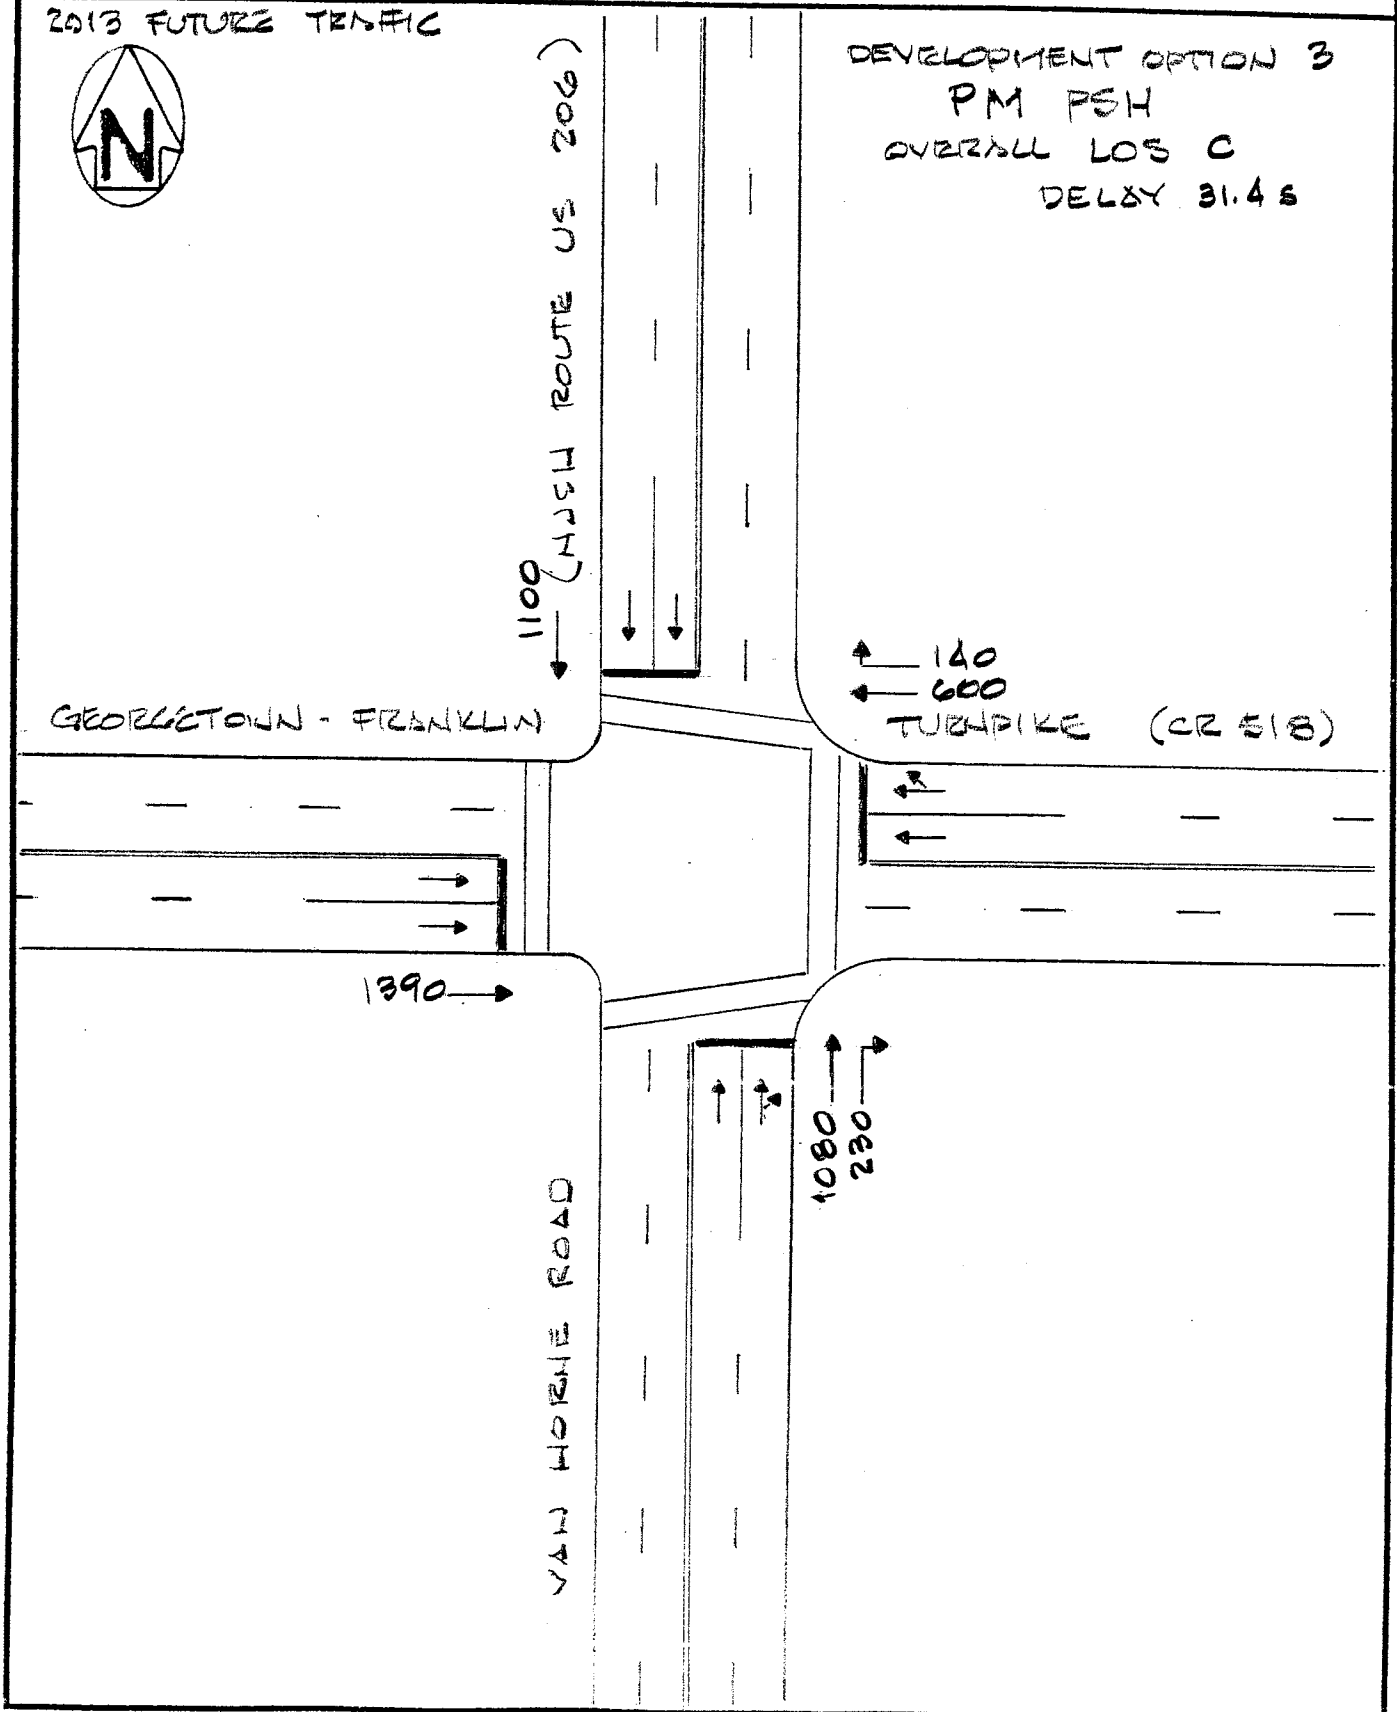 2013 FUTURE TRAFFIC
N
DEVELOPMENT OPTION 3
PM PSH
OVERALL LOS C
DELAY 31.4 S
(NJSH ROUTE US 206)
1100
140
600
GEORGETOWN - FRANKLIN
TURNPIKE (CR 518)
1390
1080
230
VAN HORNE ROAD